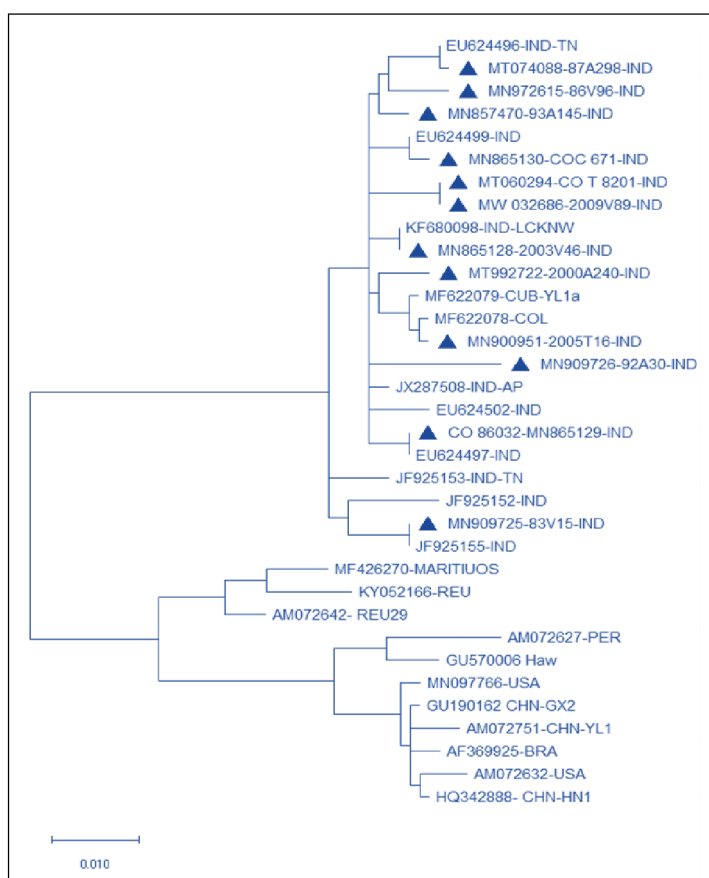 EU624496-IND-TN
MT074088-87A298-IND
MN972615-86V96-IND
MN857470-93A145-IND
EU624499-IND
MN865130-COC 671-IND
MT060294-CO T 8201-IND
MW 032686-2009V89-IND
KF680098-IND-LCKNW
MN865128-2003V46-IND
MT992722-2000A240-IND
MF622079-CUB-YL1a
MF622078-COL
MN900951-2005T16-IND
MN909726-92A30-IND
JX287508-IND-AP
EU624502-IND
CO 86032-MN865129-IND
EU624497-IND
JF925153-IND-TN
JF925152-IND
MN909725-83V15-IND
JF925155-IND
MF426270-MARITIUOS
KY052166-REU
AM072642- REU29
AM072627-PER
GU570006 Haw
MN097766-USA
GU190162 CHN-GX2
AM072751-CHN-YL1
AF369925-BRA
AM072632-USA
HQ342888- CHN-HN1
0.010